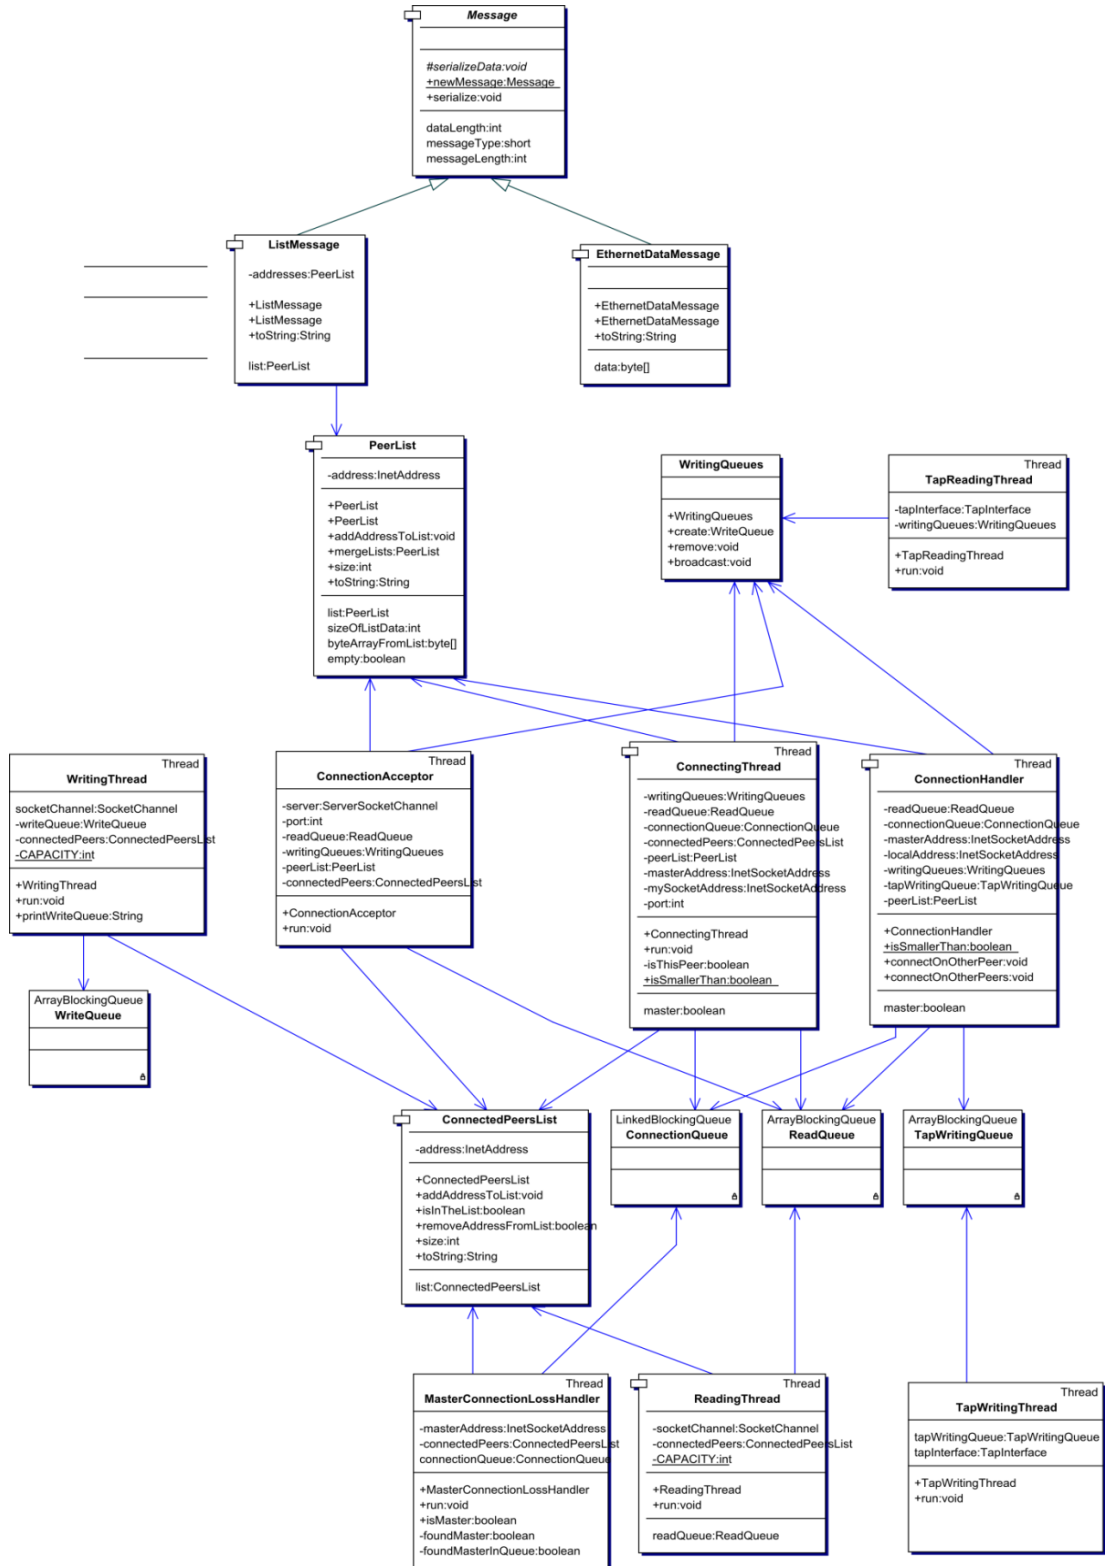 Message
#serializeData:void
+newMessage:Message
+serialize:void
dataLength:int
messageType:short
messageLength:int
ListMessage
-addresses:PeerList
+ListMessage
+ListMessage
+toString:String
list:PeerList
EthernetDataMessage
+EthernetDataMessage
+EthernetDataMessage
+toString:String
data:byte[]
PeerList
-address:InetAddress
+PeerList
+PeerList
+addAddressToList:void
+mergeLists:PeerList
+size:int
+toString:String
list:PeerList
sizeOfListData:int
byteArrayFromList:byte[]
empty:boolean
WritingQueues
+WritingQueues
+create:WriteQueue
+remove:void
+broadcast:void
Thread
TapReadingThread
-tapInterface:TapInterface
-writingQueues:WritingQueues
+TapReadingThread
+run:void
Thread
WritingThread
socketChannel:SocketChannel
-writeQueue:WriteQueue
-connectedPeers:ConnectedPeersList
-CAPACITY:int
+WritingThread
+run:void
+printWriteQueue:String
Thread
ConnectionAcceptor
-server:ServerSocketChannel
-port:int
-readQueue:ReadQueue
-writingQueues:WritingQueues
-peerList:PeerList
-connectedPeers:ConnectedPeersList
+ConnectionAcceptor
+run:void
Thread
ConnectingThread
-writingQueues:WritingQueues
-readQueue:ReadQueue
-connectionQueue:ConnectionQueue
-connectedPeers:ConnectedPeersList
-peerList:PeerList
-masterAddress:InetSocketAddress
-mySocketAddress:InetSocketAddress
-port:int
+ConnectingThread
+run:void
-isThisPeer:boolean
+isSmallerThan:boolean
master:boolean
Thread
ConnectionHandler
-readQueue:ReadQueue
-connectionQueue:ConnectionQueue
-masterAddress:InetSocketAddress
-localAddress:InetSocketAddress
-writingQueues:WritingQueues
-tapWritingQueue:TapWritingQueue
-peerList:PeerList
+ConnectionHandler
+isSmallerThan:boolean
+connectOnOtherPeer:void
+connectOnOtherPeers:void
master:boolean
ArrayBlockingQueue
WriteQueue
ConnectedPeersList
-address:InetAddress
+ConnectedPeersList
+addAddressToList:void
+isInTheList:boolean
+removeAddressFromList:boolean
+size:int
+toString:String
list:ConnectedPeersList
LinkedBlockingQueue
ConnectionQueue
ArrayBlockingQueue
ReadQueue
ArrayBlockingQueue
TapWritingQueue
Thread
MasterConnectionLossHandler
-masterAddress:InetSocketAddress
-connectedPeers:ConnectedPeersList
connectionQueue:ConnectionQueue
+MasterConnectionLossHandler
+run:void
+isMaster:boolean
-foundMaster:boolean
-foundMasterInQueue:boolean
Thread
ReadingThread
-socketChannel:SocketChannel
-connectedPeers:ConnectedPeersList
-CAPACITY:int
+ReadingThread
+run:void
readQueue:ReadQueue
Thread
TapWritingThread
tapWritingQueue:TapWritingQueue
tapInterface:TapInterface
+TapWritingThread
+run:void